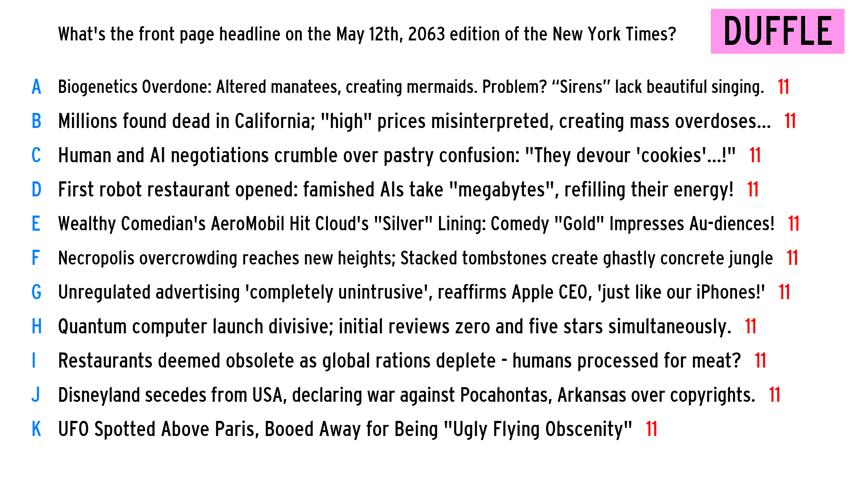 What's the front page headline on the May 12th, 2063 edition of the New York Times?
DUFFLE
A Biogenetics Overdone: Altered manatees, creating mermaids. Problem? “Sirens” lack beautiful singing. 11
B Millions found dead in California; "high" prices misinterpreted, creating mass overdoses... 11
C Human and AI negotiations crumble over pastry confusion: "They devour 'cookies'...!" 11
D First robot restaurant opened: famished AIs take "megabytes", refilling their energy! 11
E Wealthy Comedian's AeroMobil Hit Cloud's "Silver" Lining: Comedy "Gold" Impresses Au-diences! 11
F Necropolis overcrowding reaches new heights; Stacked tombstones create ghastly concrete jungle 11
G Unregulated advertising 'completely unintrusive', reaffirms Apple CEO, 'just like our iPhones!' 11
H Quantum computer launch divisive; initial reviews zero and five stars simultaneously. 11
I Restaurants deemed obsolete as global rations deplete - humans processed for meat? 11
J Disneyland secedes from USA, declaring war against Pocahontas, Arkansas over copyrights. 11
K UFO Spotted Above Paris, Booed Away for Being "Ugly Flying Obscenity" 11